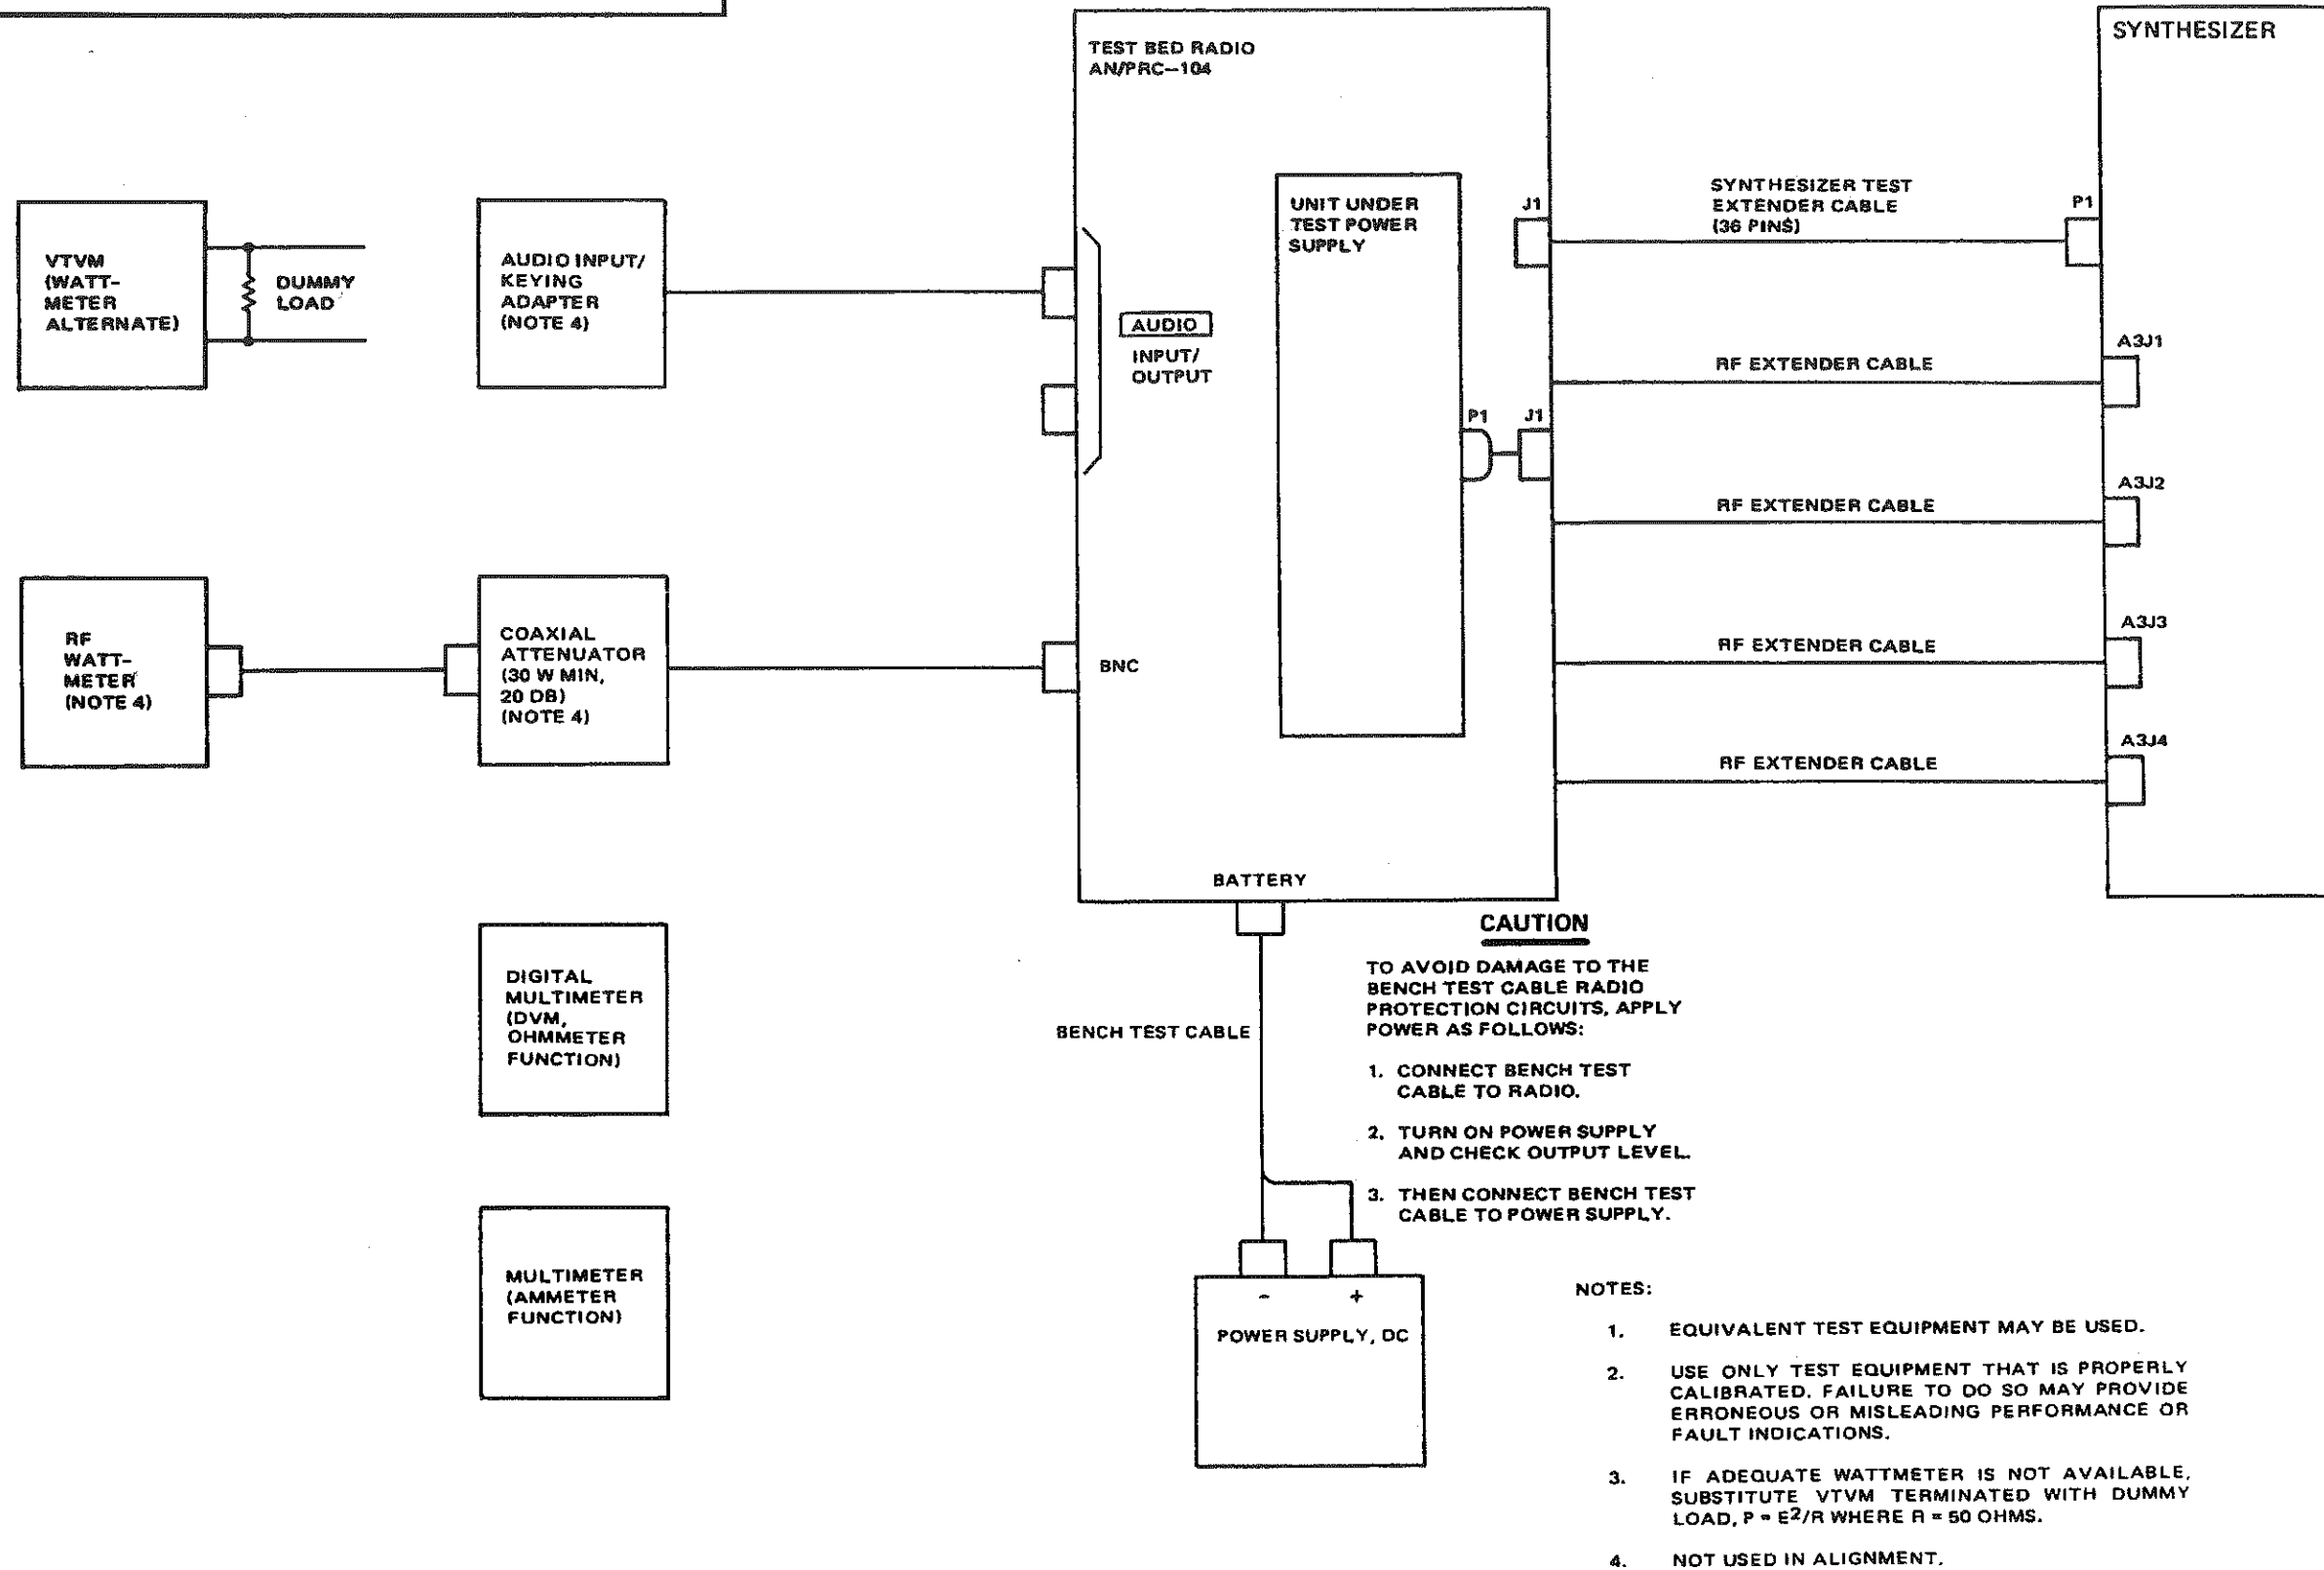 TEST BED RADIO
AN/PRC-104
SYNTHESIZER
VTVM
(WATT-
METER
ALTERNATE)
DUMMY
LOAD
AUDIO INPUT/
KEYING
ADAPTER
(NOTE 4)
AUDIO
INPUT/
OUTPUT
UNIT UNDER
TEST POWER
SUPPLY
P1
J1
J1
SYNTHESIZER TEST
EXTENDER CABLE
(36 PINS)
P1
RF EXTENDER CABLE
A3J1
RF EXTENDER CABLE
A3J2
RF EXTENDER CABLE
A3J3
RF EXTENDER CABLE
A3J4
RF
WATT-
METER
(NOTE 4)
COAXIAL
ATTENUATOR
(30 W MIN,
20 DB)
(NOTE 4)
BNC
BATTERY
DIGITAL
MULTIMETER
(DVM,
OHMMETER
FUNCTION)
BENCH TEST CABLE
CAUTION
TO AVOID DAMAGE TO THE
BENCH TEST CABLE RADIO
PROTECTION CIRCUITS, APPLY
POWER AS FOLLOWS:
1. CONNECT BENCH TEST
CABLE TO RADIO.
2. TURN ON POWER SUPPLY
AND CHECK OUTPUT LEVEL.
3. THEN CONNECT BENCH TEST
CABLE TO POWER SUPPLY.
MULTIMETER
(AMMETER
FUNCTION)
- +
POWER SUPPLY, DC
NOTES:
1. EQUIVALENT TEST EQUIPMENT MAY BE USED.
2. USE ONLY TEST EQUIPMENT THAT IS PROPERLY
CALIBRATED. FAILURE TO DO SO MAY PROVIDE
ERRONEOUS OR MISLEADING PERFORMANCE OR
FAULT INDICATIONS.
3. IF ADEQUATE WATTMETER IS NOT AVAILABLE,
SUBSTITUTE VTVM TERMINATED WITH DUMMY
LOAD, P = E²/R WHERE R = 50 OHMS.
4. NOT USED IN ALIGNMENT.